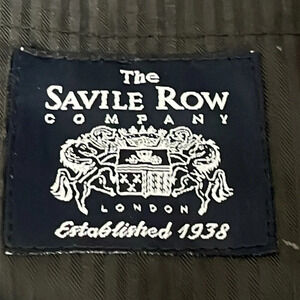 The
SAVILE ROW
COMPANY
LONDON
Established 1938